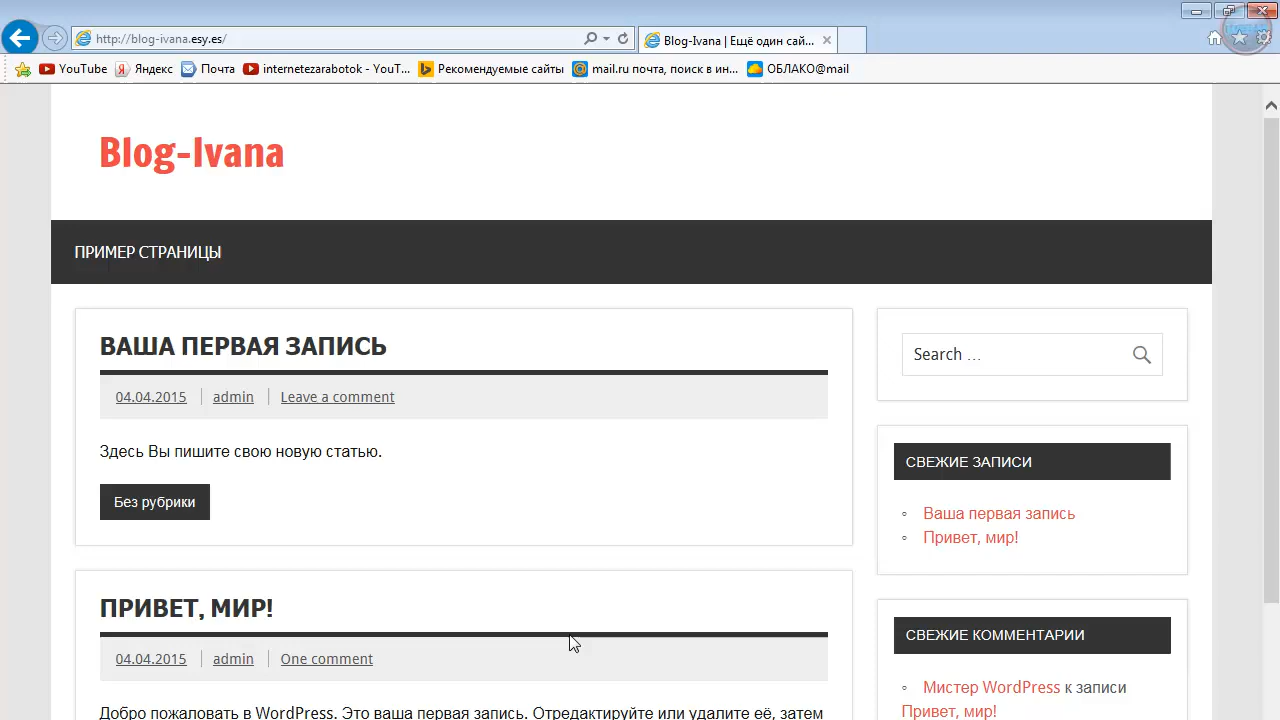 http://blog-ivana.esy.es/
Blog-Ivana | Ещё один сай...
YouTube
Яндекс
Почта
internetezarabotok - YouT...
Рекомендуемые сайты
mail.ru почта, поиск в ин...
ОБЛАКО@mail
Blog-Ivana
ПРИМЕР СТРАНИЦЫ
ВАША ПЕРВАЯ ЗАПИСЬ
04.04.2015
admin
Leave a comment
Здесь Вы пишите свою новую статью.
Без рубрики
ПРИВЕТ, МИР!
04.04.2015
admin
One comment
Добро пожаловать в WordPress. Это ваша первая запись. Отредактируйте или удалите её, затем
Search …
СВЕЖИЕ ЗАПИСИ
Ваша первая запись
Привет, мир!
СВЕЖИЕ КОММЕНТАРИИ
Мистер WordPress к записи
Привет, мир!